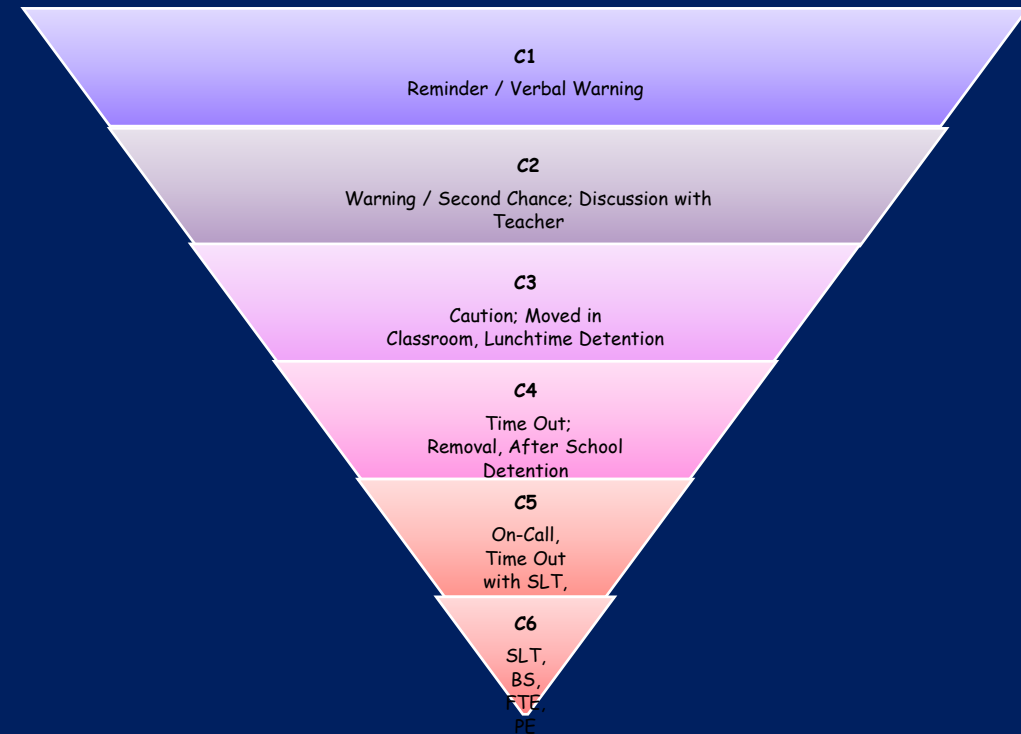 C1
Reminder / Verbal Warning
C2
Warning / Second Chance; Discussion with
Teacher
C3
Caution; Moved in
Classroom, Lunchtime Detention
C4
Time Out;
Removal, After School
Detention
C5
On-Call,
Time Out
with SLT,
C6
SLT,
BS,
FTE,
PE